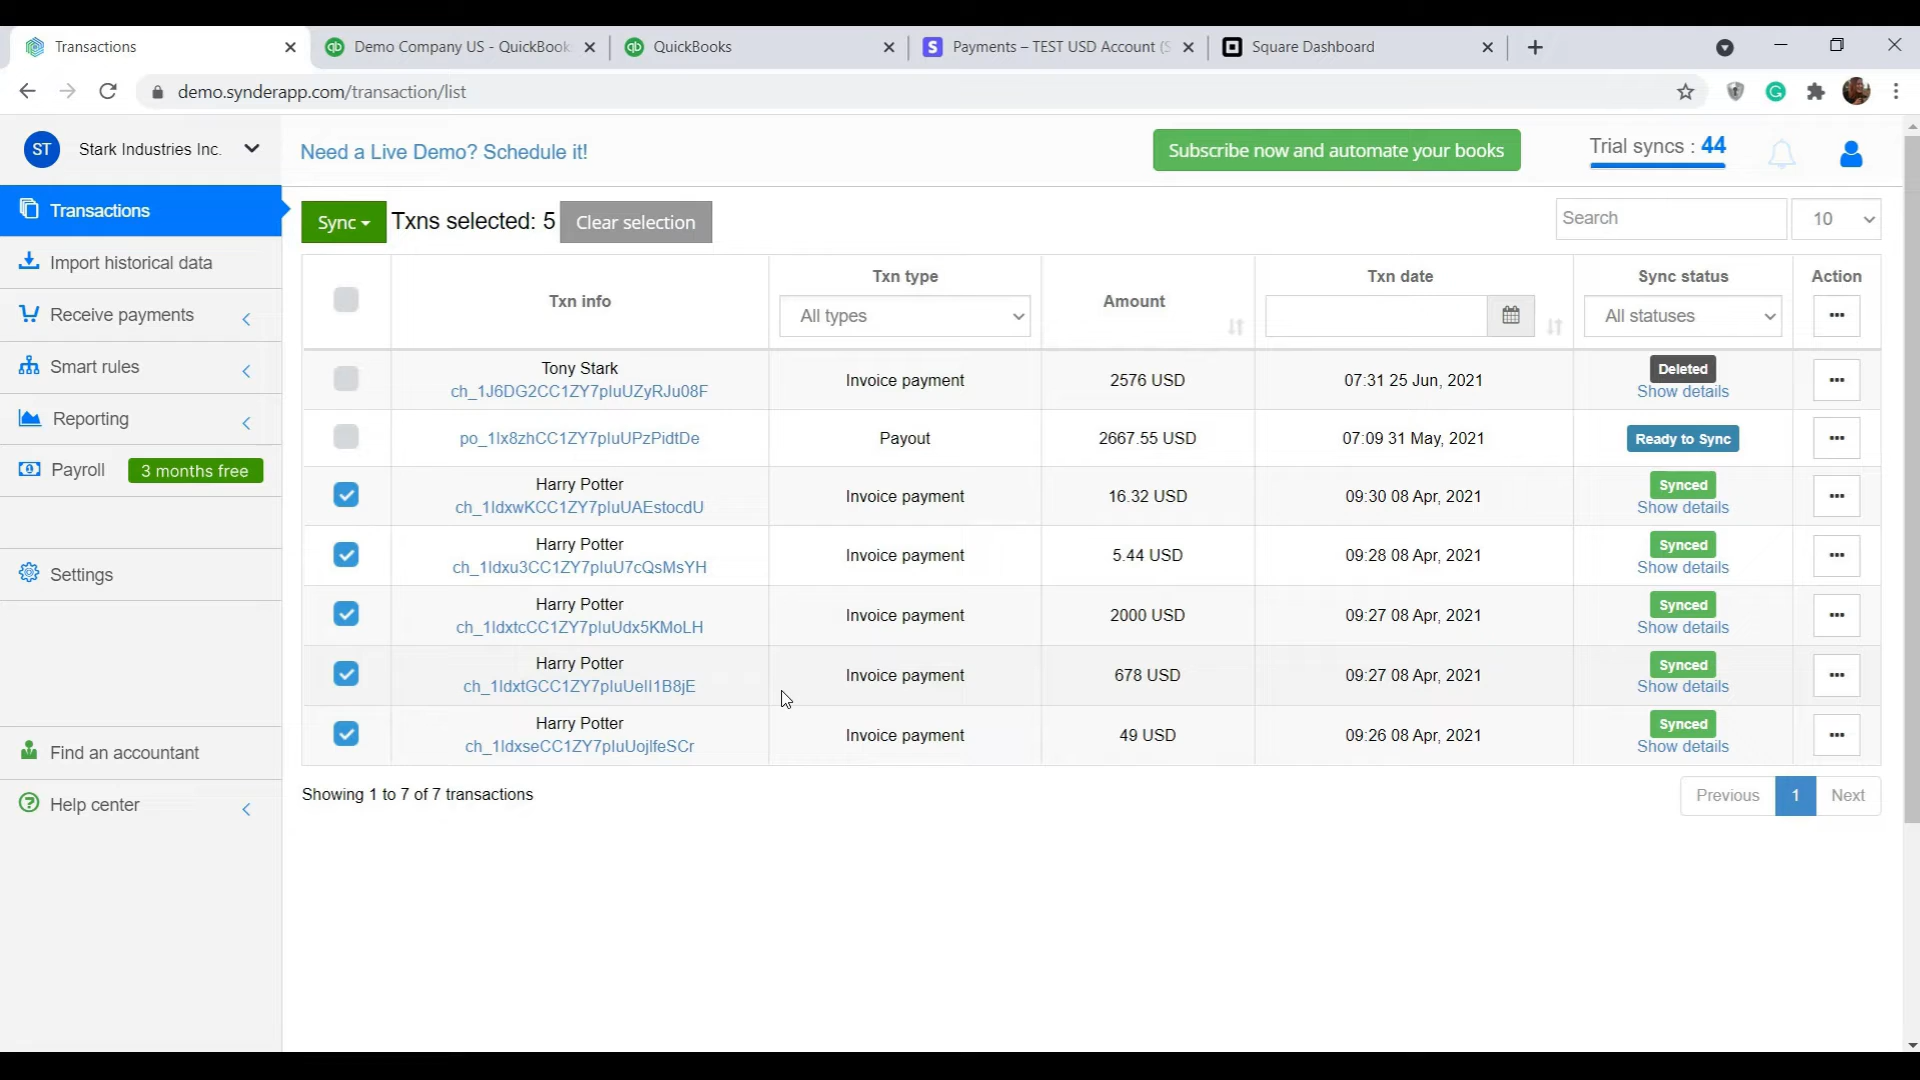 Transactions
Demo Company US - QuickBook
QuickBooks
Payments – TEST USD Account (S
Square Dashboard
demo.synderapp.com/transaction/list
ST
Stark Industries Inc.
Need a Live Demo? Schedule it!
Subscribe now and automate your books
Trial syncs : 44
Transactions
Import historical data
Receive payments
Smart rules
Reporting
Payroll
3 months free
Settings
Find an accountant
Help center
Sync
Txns selected: 5
Clear selection
Search
10
Txn info
Txn type
All types
Amount
Txn date
Sync status
All statuses
Action
Tony Stark
ch_1J6DG2CC1ZY7pIuUZyRJu08F
Invoice payment
2576 USD
07:31 25 Jun, 2021
Deleted
Show details
po_1Ix8zhCC1ZY7pIuUPzPidtDe
Payout
2667.55 USD
07:09 31 May, 2021
Ready to Sync
Harry Potter
ch_1IdxwKCC1ZY7pIuUAEstocdU
Invoice payment
16.32 USD
09:30 08 Apr, 2021
Synced
Show details
Harry Potter
ch_1Idxu3CC1ZY7pIuU7cQsMsYH
Invoice payment
5.44 USD
09:28 08 Apr, 2021
Synced
Show details
Harry Potter
ch_1IdxtcCC1ZY7pIuUdx5KMoLH
Invoice payment
2000 USD
09:27 08 Apr, 2021
Synced
Show details
Harry Potter
ch_1IdxtGCC1ZY7pIuUeII1B8jE
Invoice payment
678 USD
09:27 08 Apr, 2021
Synced
Show details
Harry Potter
ch_1IdxseCC1ZY7pIuUojIfeSCr
Invoice payment
49 USD
09:26 08 Apr, 2021
Synced
Show details
Showing 1 to 7 of 7 transactions
Previous
1
Next